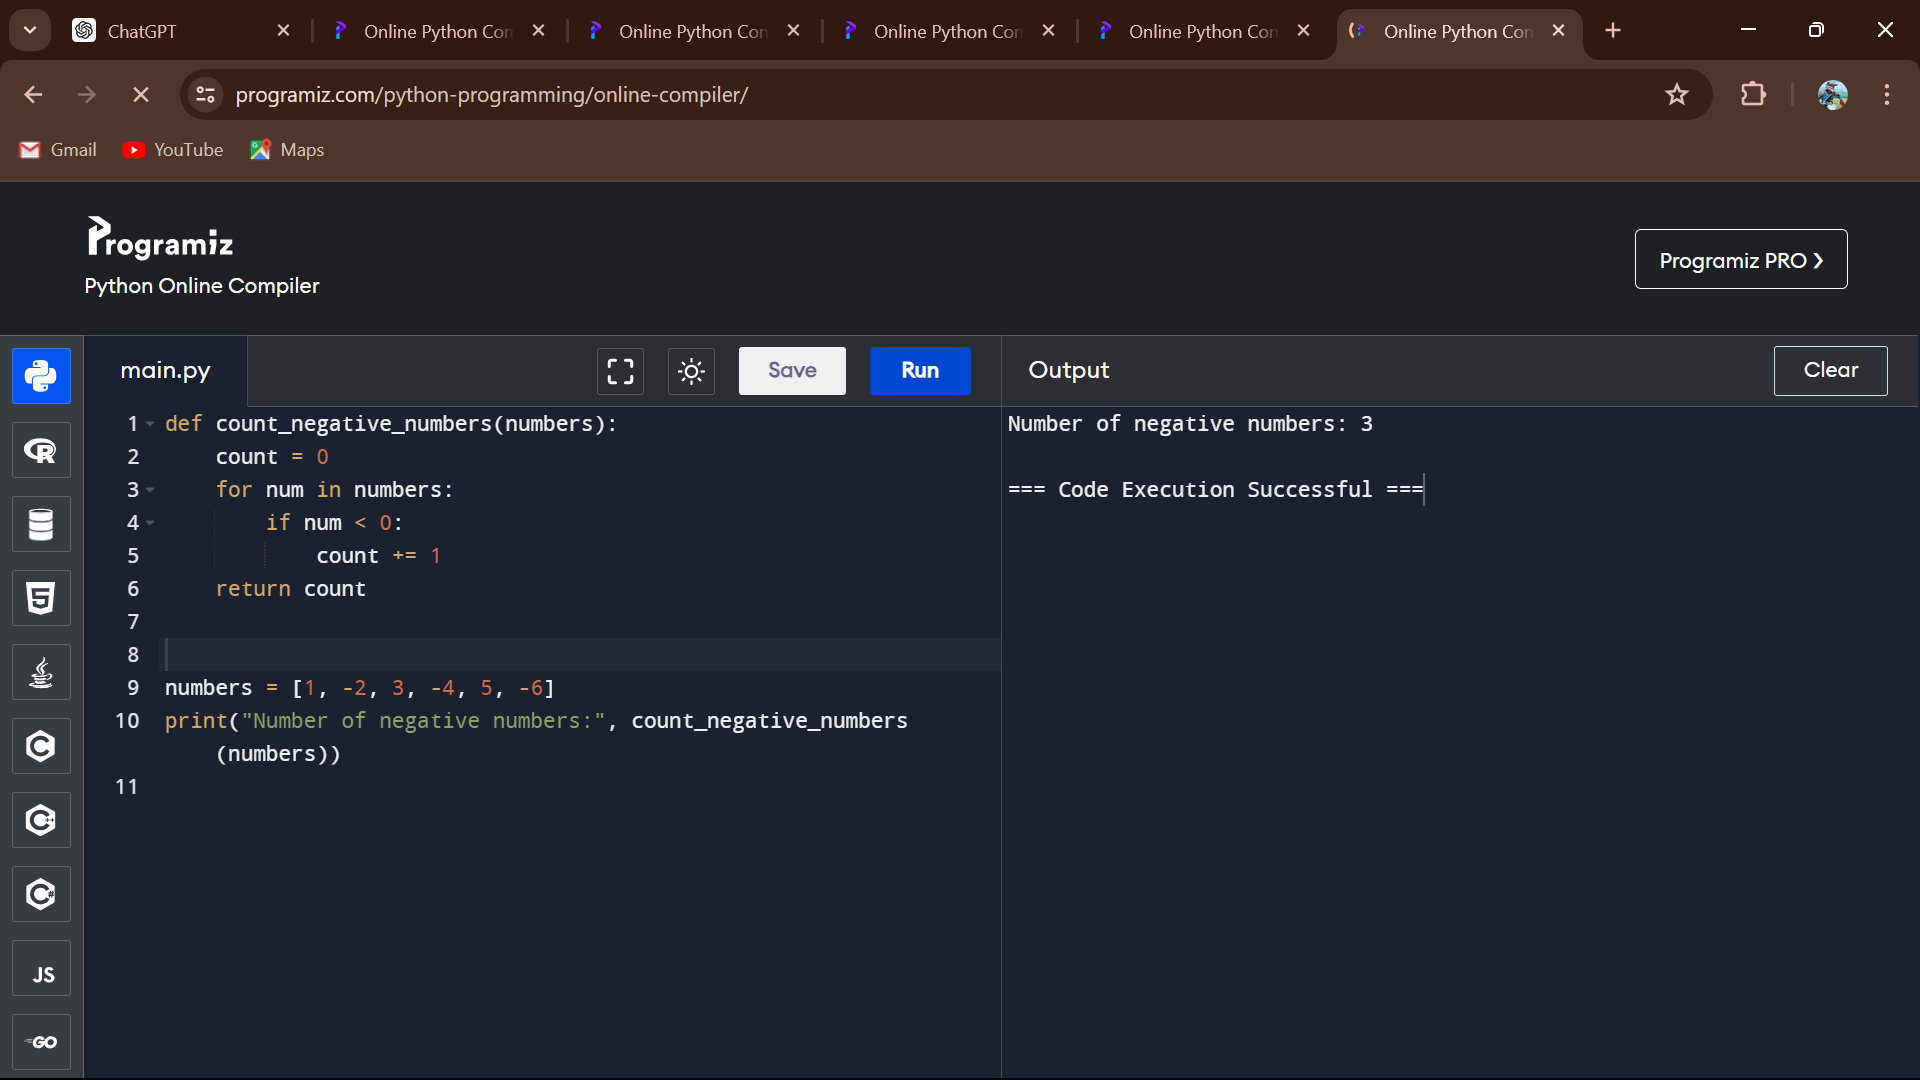 ChatGPT
Online Python Con
Online Python Con
Online Python Con
Online Python Con
Online Python Con
programiz.com/python-programming/online-compiler/
Gmail
YouTube
Maps
Programiz
Python Online Compiler
Programiz PRO ❯
main.py
Save
Run
Output
Clear
1 def count_negative_numbers(numbers):
2 count = 0
3 for num in numbers:
4 if num < 0:
5 count += 1
6 return count
7
8
9 numbers = [1, -2, 3, -4, 5, -6]
10 print("Number of negative numbers:", count_negative_numbers
(numbers))
11
Number of negative numbers: 3
=== Code Execution Successful ===
R
5
C
C++
C#
JS
GO